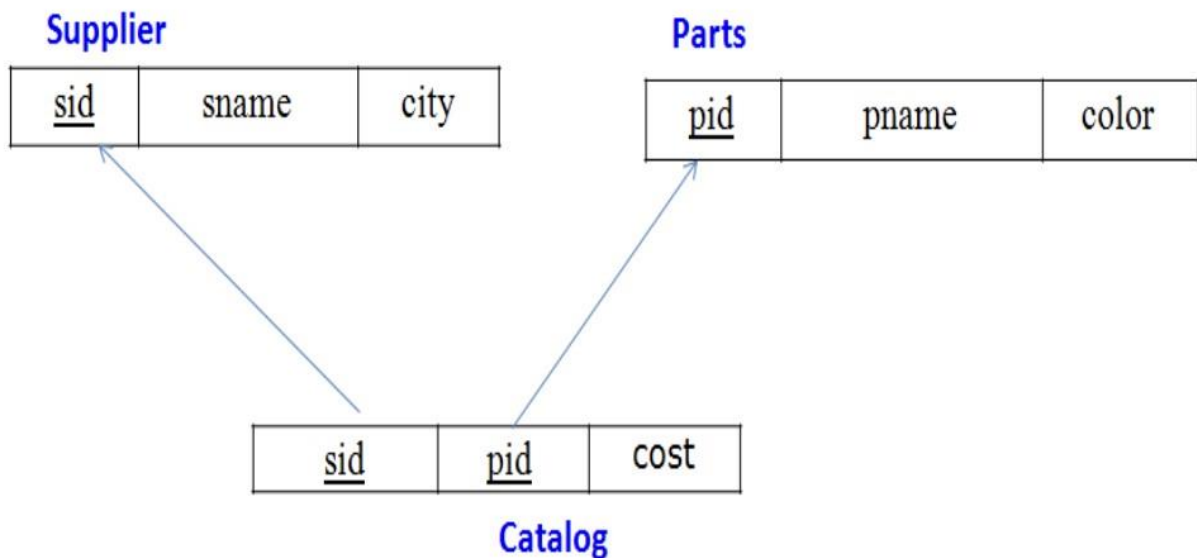 Supplier
Parts
sid sname city
pid pname color
sid pid cost
Catalog